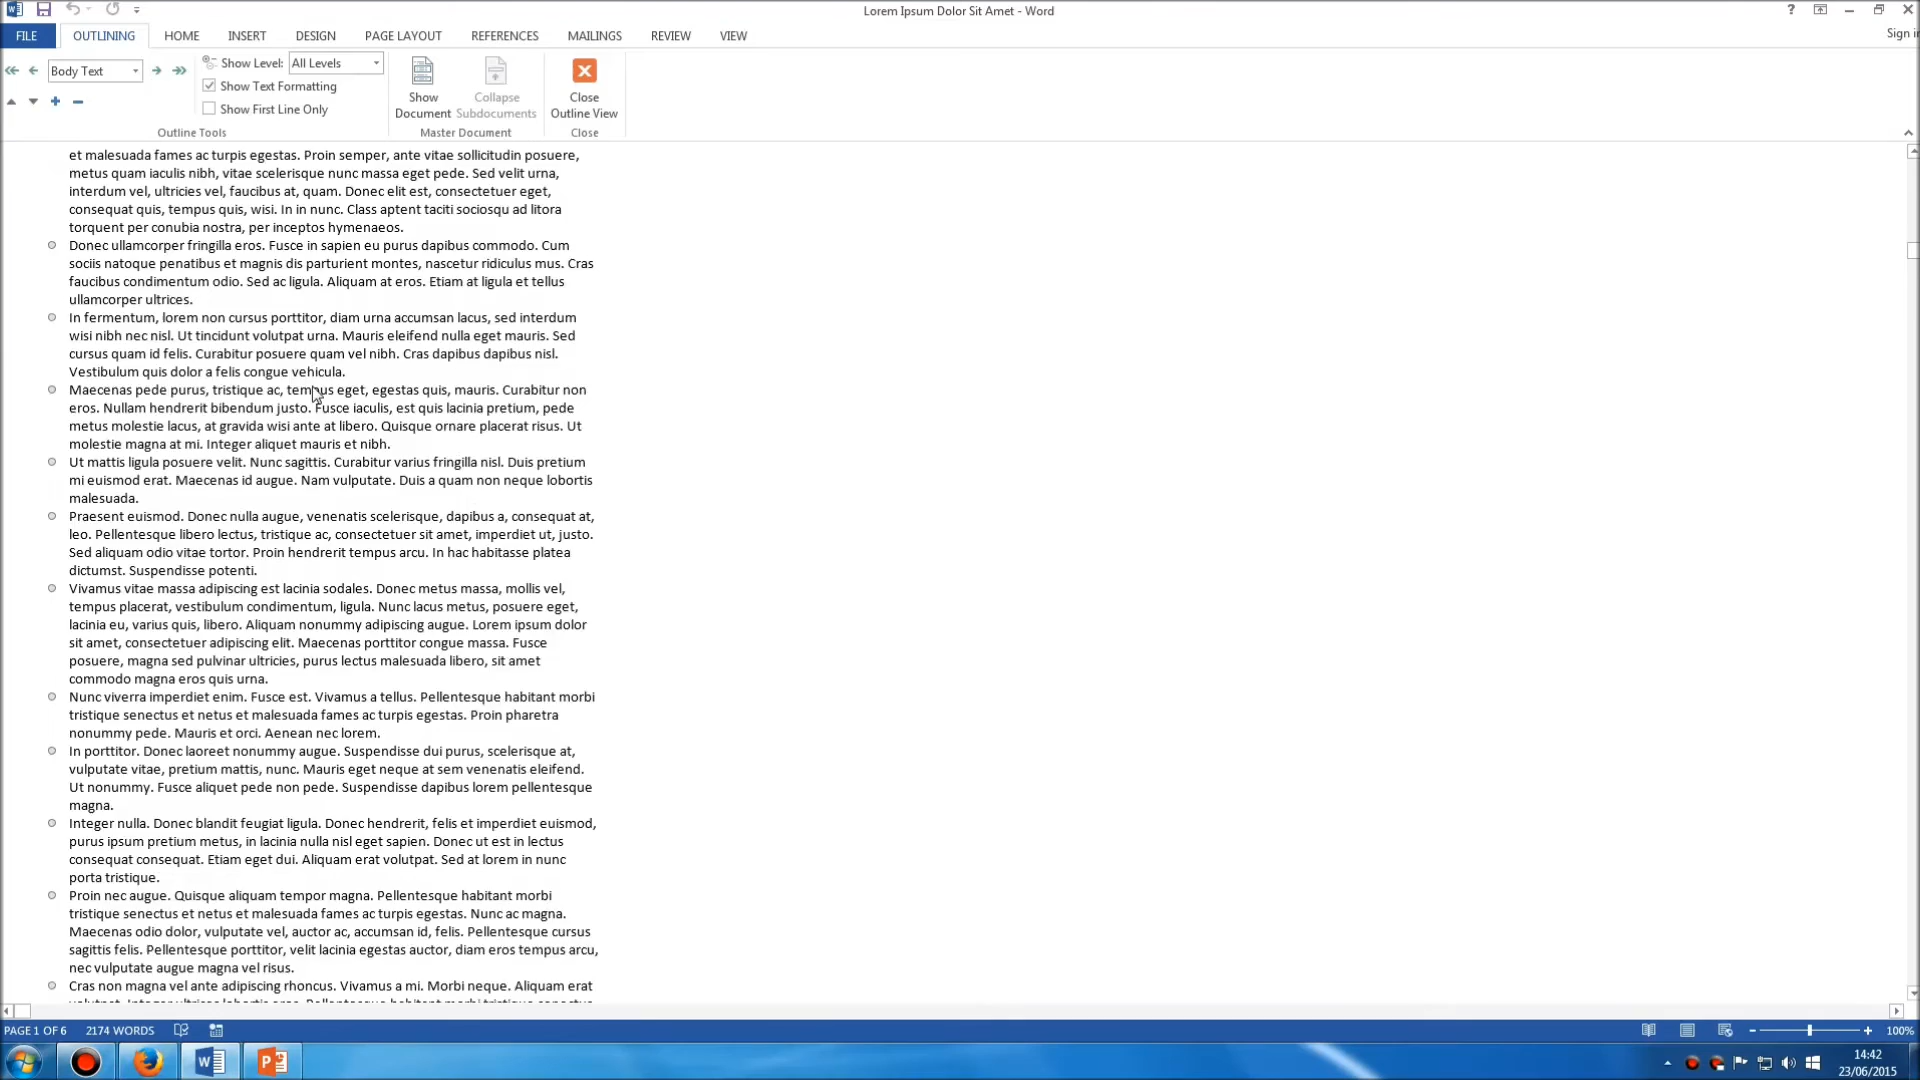 Lorem Ipsum Dolor Sit Amet - Word
FILE
OUTLINING
HOME
INSERT
DESIGN
PAGE LAYOUT
REFERENCES
MAILINGS
REVIEW
VIEW
Sign in
Body Text
Show Level:
All Levels
Show Text Formatting
Show First Line Only
Outline Tools
Show
Document
Collapse
Subdocuments
Master Document
Close
Outline View
Close
et malesuada fames ac turpis egestas. Proin semper, ante vitae sollicitudin posuere,
metus quam iaculis nibh, vitae scelerisque nunc massa eget pede. Sed velit urna,
interdum vel, ultricies vel, faucibus at, quam. Donec elit est, consectetuer eget,
consequat quis, tempus quis, wisi. In in nunc. Class aptent taciti sociosqu ad litora
torquent per conubia nostra, per inceptos hymenaeos.
Donec ullamcorper fringilla eros. Fusce in sapien eu purus dapibus commodo. Cum
sociis natoque penatibus et magnis dis parturient montes, nascetur ridiculus mus. Cras
faucibus condimentum odio. Sed ac ligula. Aliquam at eros. Etiam at ligula et tellus
ullamcorper ultrices.
In fermentum, lorem non cursus porttitor, diam urna accumsan lacus, sed interdum
wisi nibh nec nisl. Ut tincidunt volutpat urna. Mauris eleifend nulla eget mauris. Sed
cursus quam id felis. Curabitur posuere quam vel nibh. Cras dapibus dapibus nisl.
Vestibulum quis dolor a felis congue vehicula.
Maecenas pede purus, tristique ac, tempus eget, egestas quis, mauris. Curabitur non
eros. Nullam hendrerit bibendum justo. Fusce iaculis, est quis lacinia pretium, pede
metus molestie lacus, at gravida wisi ante at libero. Quisque ornare placerat risus. Ut
molestie magna at mi. Integer aliquet mauris et nibh.
Ut mattis ligula posuere velit. Nunc sagittis. Curabitur varius fringilla nisl. Duis pretium
mi euismod erat. Maecenas id augue. Nam vulputate. Duis a quam non neque lobortis
malesuada.
Praesent euismod. Donec nulla augue, venenatis scelerisque, dapibus a, consequat at,
leo. Pellentesque libero lectus, tristique ac, consectetuer sit amet, imperdiet ut, justo.
Sed aliquam odio vitae tortor. Proin hendrerit tempus arcu. In hac habitasse platea
dictumst. Suspendisse potenti.
Vivamus vitae massa adipiscing est lacinia sodales. Donec metus massa, mollis vel,
tempus placerat, vestibulum condimentum, ligula. Nunc lacus metus, posuere eget,
lacinia eu, varius quis, libero. Aliquam nonummy adipiscing augue. Lorem ipsum dolor
sit amet, consectetuer adipiscing elit. Maecenas porttitor congue massa. Fusce
posuere, magna sed pulvinar ultricies, purus lectus malesuada libero, sit amet
commodo magna eros quis urna.
Nunc viverra imperdiet enim. Fusce est. Vivamus a tellus. Pellentesque habitant morbi
tristique senectus et netus et malesuada fames ac turpis egestas. Proin pharetra
nonummy pede. Mauris et orci. Aenean nec lorem.
In porttitor. Donec laoreet nonummy augue. Suspendisse dui purus, scelerisque at,
vulputate vitae, pretium mattis, nunc. Mauris eget neque at sem venenatis eleifend.
Ut nonummy. Fusce aliquet pede non pede. Suspendisse dapibus lorem pellentesque
magna.
Integer nulla. Donec blandit feugiat ligula. Donec hendrerit, felis et imperdiet euismod,
purus ipsum pretium metus, in lacinia nulla nisl eget sapien. Donec ut est in lectus
consequat consequat. Etiam eget dui. Aliquam erat volutpat. Sed at lorem in nunc
porta tristique.
Proin nec augue. Quisque aliquam tempor magna. Pellentesque habitant morbi
tristique senectus et netus et malesuada fames ac turpis egestas. Nunc ac magna.
Maecenas odio dolor, vulputate vel, auctor ac, accumsan id, felis. Pellentesque cursus
sagittis felis. Pellentesque porttitor, velit lacinia egestas auctor, diam eros tempus arcu,
nec vulputate augue magna vel risus.
Cras non magna vel ante adipiscing rhoncus. Vivamus a mi. Morbi neque. Aliquam erat
PAGE 1 OF 6
2174 WORDS
100%
14:42
23/06/2015